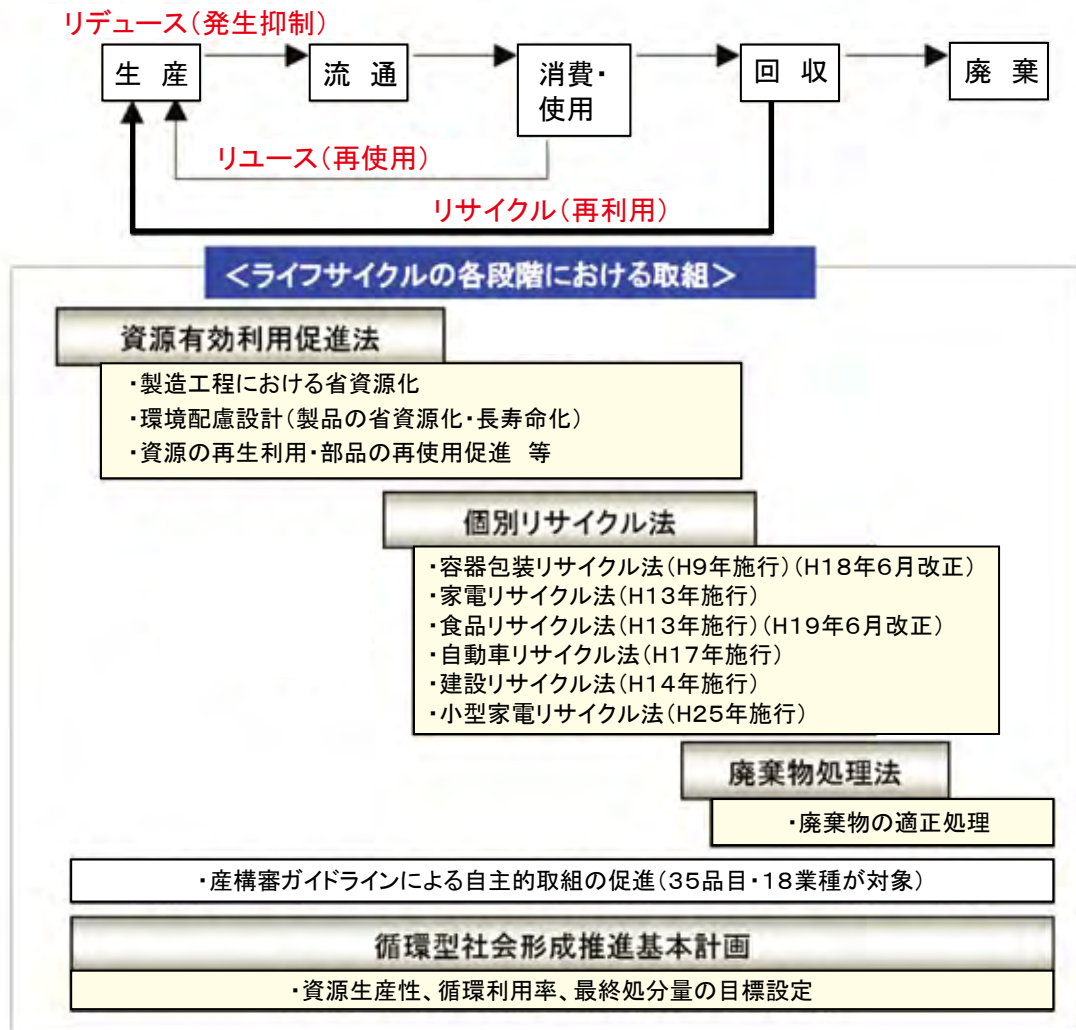 リデュース(発生抑制)
生 産
流 通
消費・
使用
回 収
廃 棄
リユース(再使用)
リサイクル(再利用)
<ライフサイクルの各段階における取組>
資源有効利用促進法
・製造工程における省資源化
・環境配慮設計(製品の省資源化・長寿命化)
・資源の再生利用・部品の再使用促進 等
個別リサイクル法
・容器包装リサイクル法(H9年施行)(H18年6月改正)
・家電リサイクル法(H13年施行)
・食品リサイクル法(H13年施行)(H19年6月改正)
・自動車リサイクル法(H17年施行)
・建設リサイクル法(H14年施行)
・小型家電リサイクル法(H25年施行)
廃棄物処理法
・廃棄物の適正処理
・産構審ガイドラインによる自主的取組の促進(35品目・18業種が対象)
循環型社会形成推進基本計画
・資源生産性、循環利用率、最終処分量の目標設定